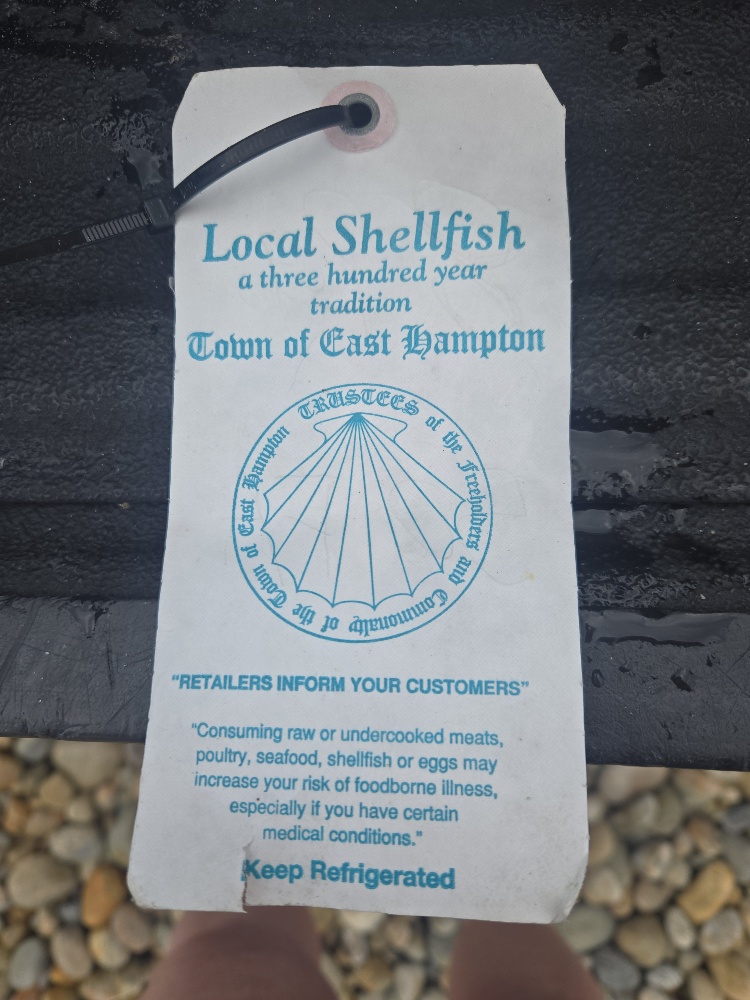 Local Shellfish
a three hundred year
tradition
Town of East Hampton
TRUSTEES of the Freeholders and Commonalty of the Town of East Hampton
“RETAILERS INFORM YOUR CUSTOMERS”
“Consuming raw or undercooked meats,
poultry, seafood, shellfish or eggs may
increase your risk of foodborne illness,
especially if you have certain
medical conditions.”
Keep Refrigerated